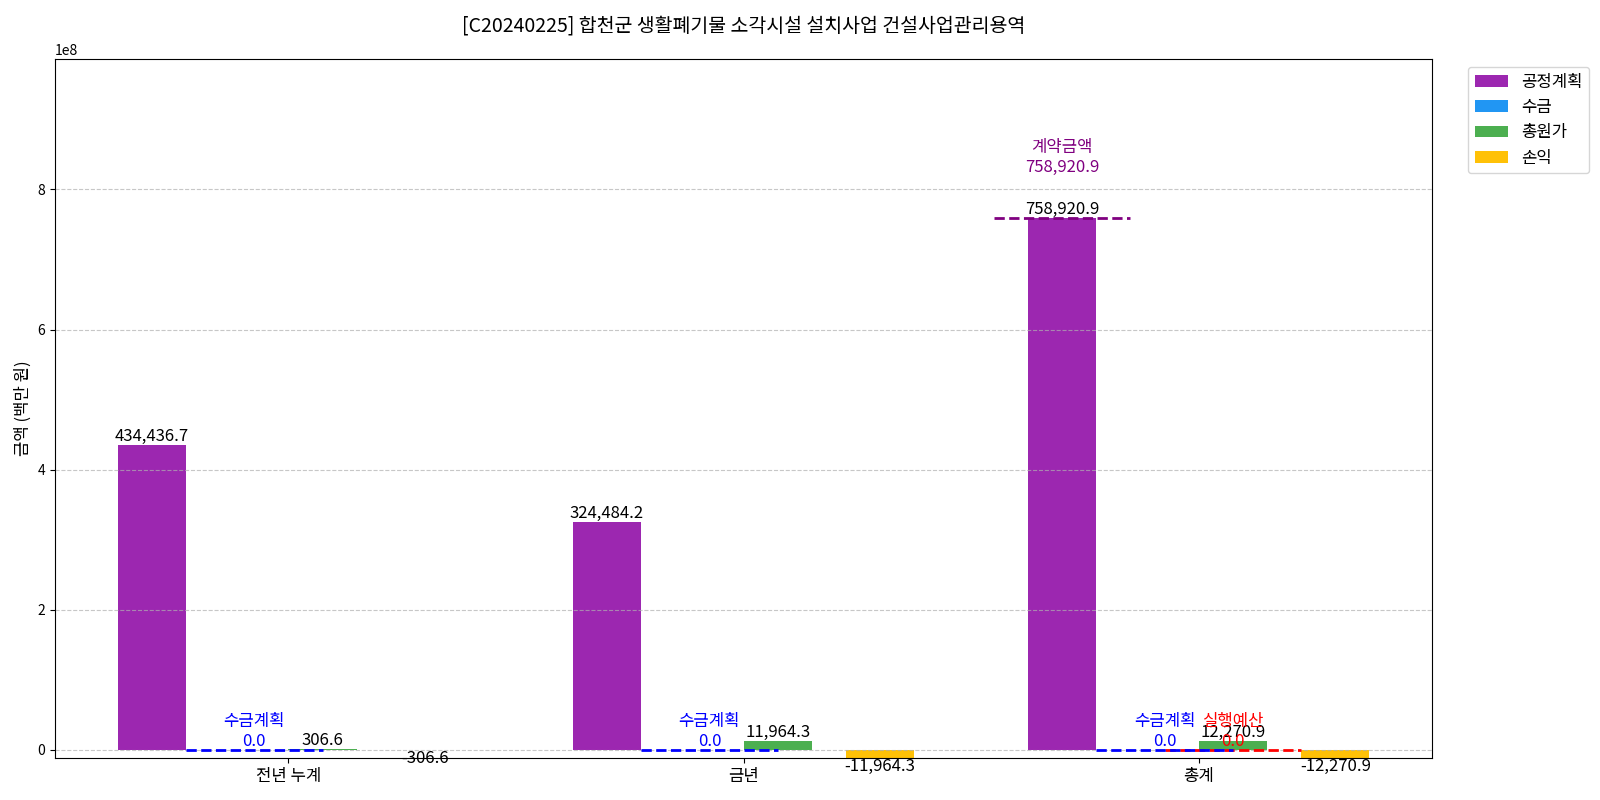 [C20240225] 합천군 생활폐기물 소각시설 설치사업 건설사업관리용역
1e8
공정계획
수금
총원가
손익
금액 (백만 원)
8
6
4
2
0
계약금액
758,920.9
758,920.9
434,436.7
324,484.2
수금계획
0.0
306.6
-306.6
수금계획
0.0
11,964.3
-11,964.3
수금계획
0.0
실행예산
0.0
12,270.9
-12,270.9
전년 누계
금년
총계